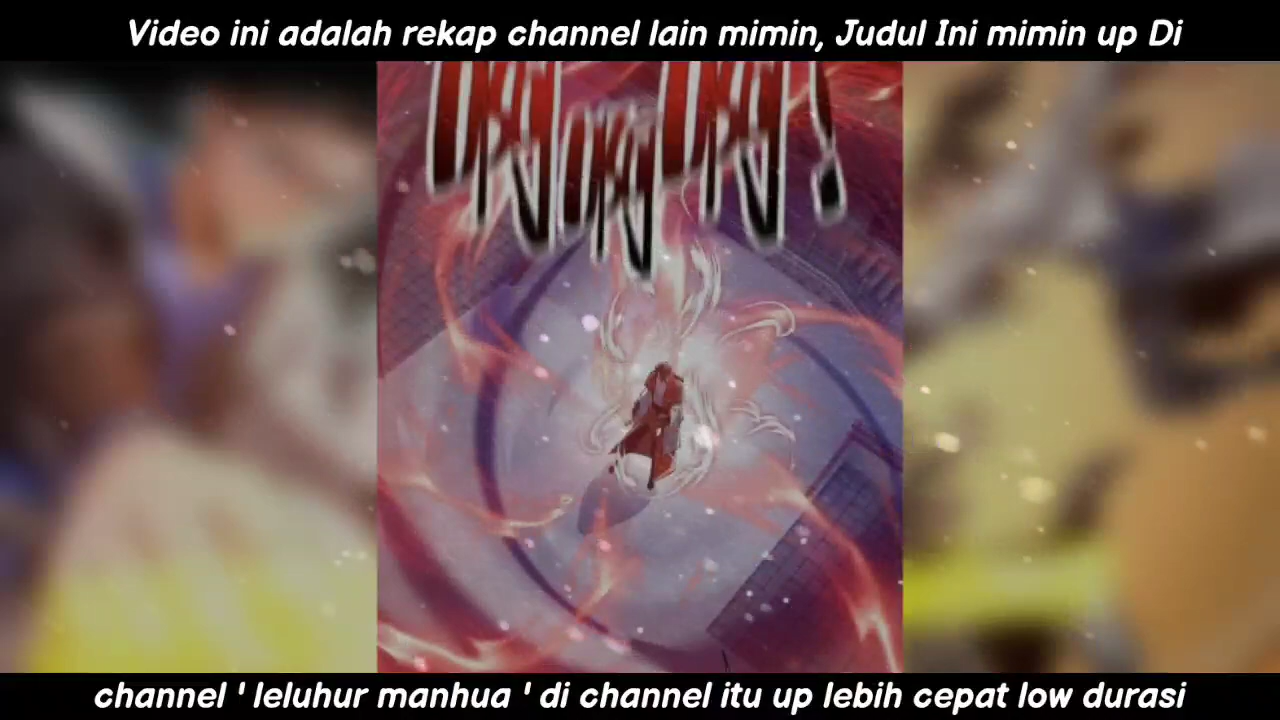 Video ini adalah rekap channel lain mimin, Judul Ini mimin up Di
channel ' leluhur manhua ' di channel itu up lebih cepat low durasi